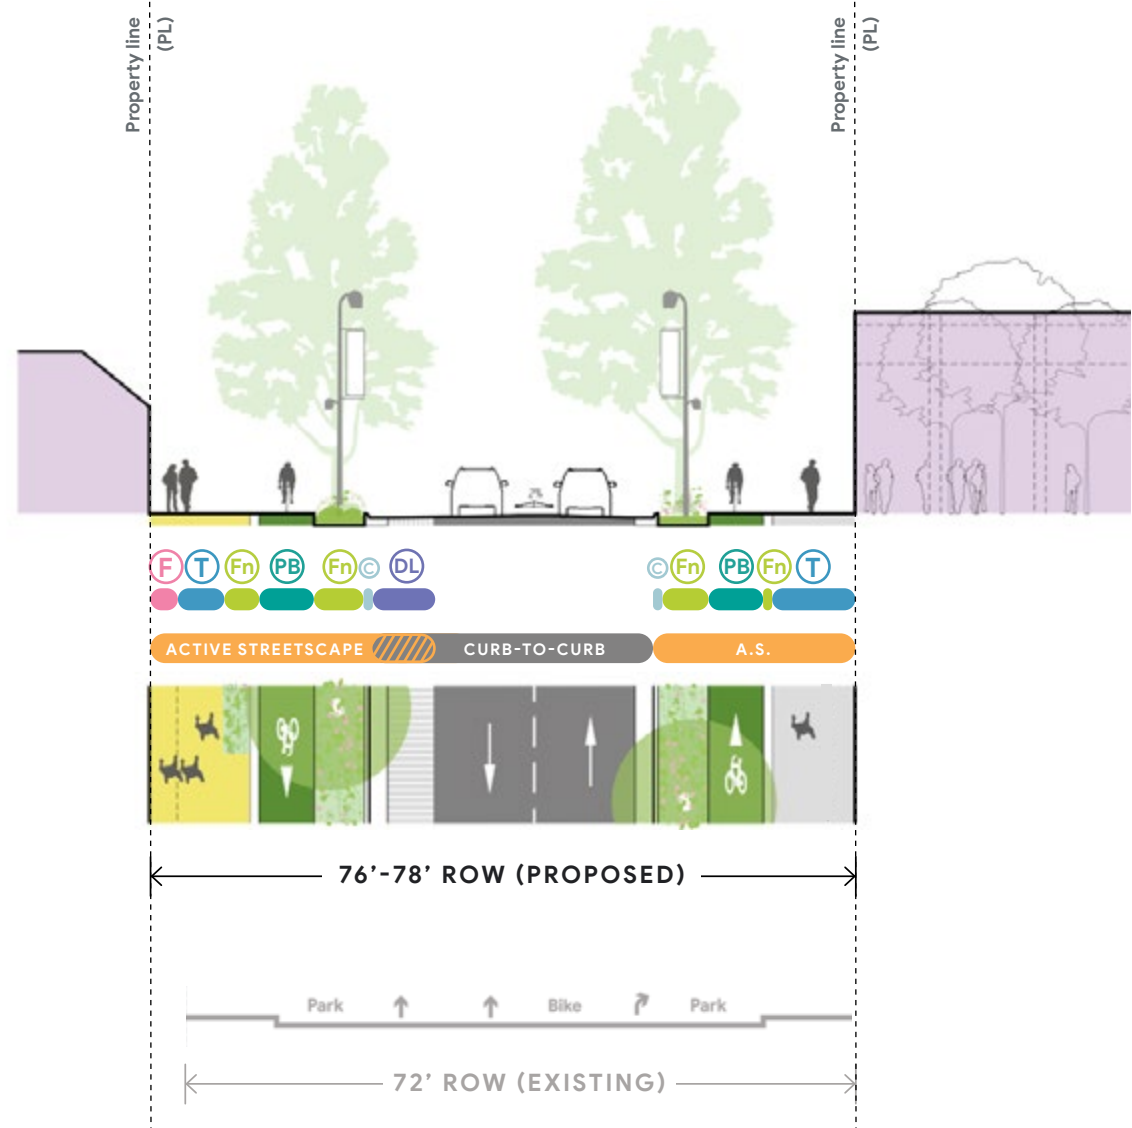 Property line
(PL)
Property line
(PL)
2%
F T Fn PB Fn C DL C Fn PB Fn T
ACTIVE STREETSCAPE CURB-TO-CURB A.S.
76’-78’ ROW (PROPOSED)
Park Bike Park
72’ ROW (EXISTING)